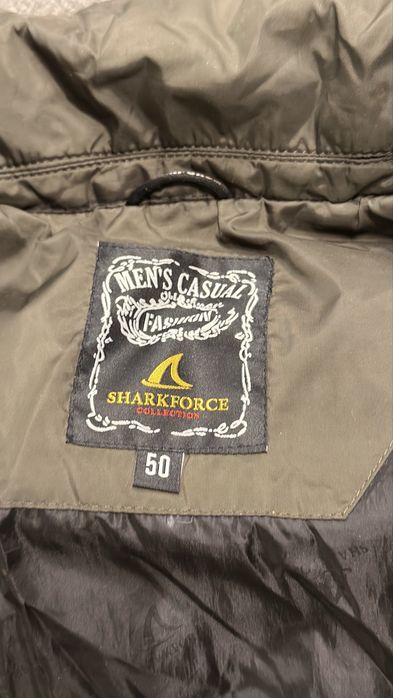 MEN'S CASUAL
FASHION
SHARKFORCE
COLLECTION
50